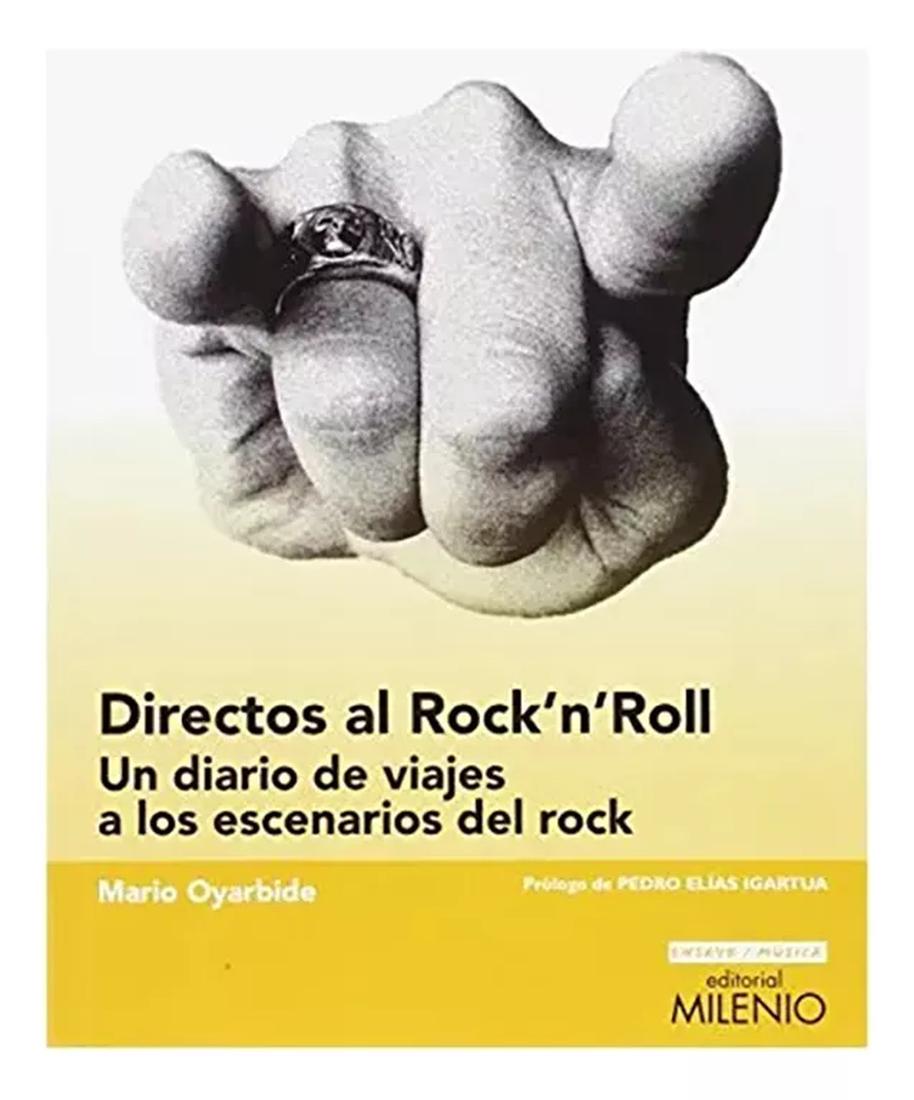 Directos al Rock'n'Roll
Un diario de viajes
a los escenarios del rock
Mario Oyarbide
Prólogo de PEDRO ELÍAS IGARTUA
ENSAYO / MÚSICA
editorial
MILENIO